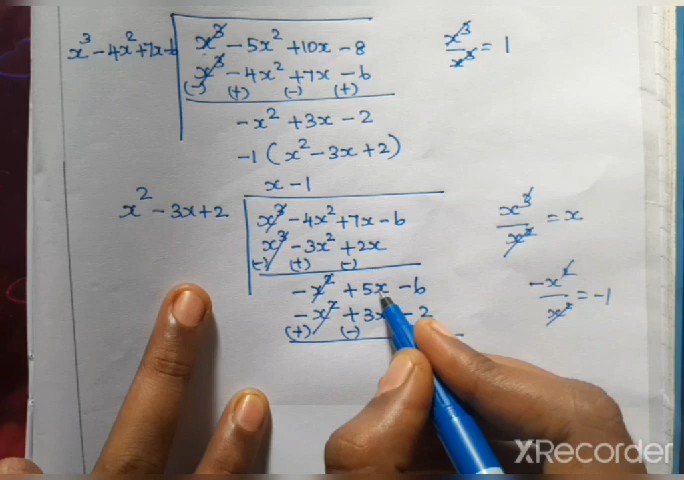 x³ - 4x² + 7x - 6 | x³ - 5x² + 10x - 8
x³ - 4x² + 7x - 6
(-) (+) (-) (+)
-x² + 3x - 2
-1 (x² - 3x + 2)
x³/x³ = 1
x - 1
x² - 3x + 2 | x³ - 4x² + 7x - 6
x³ - 3x² + 2x
(-) (+) (-)
-x² + 5x - 6
-x² + 3x - 2
(+) (-)
x³/x² = x
-x²/x² = -1
XRecorder